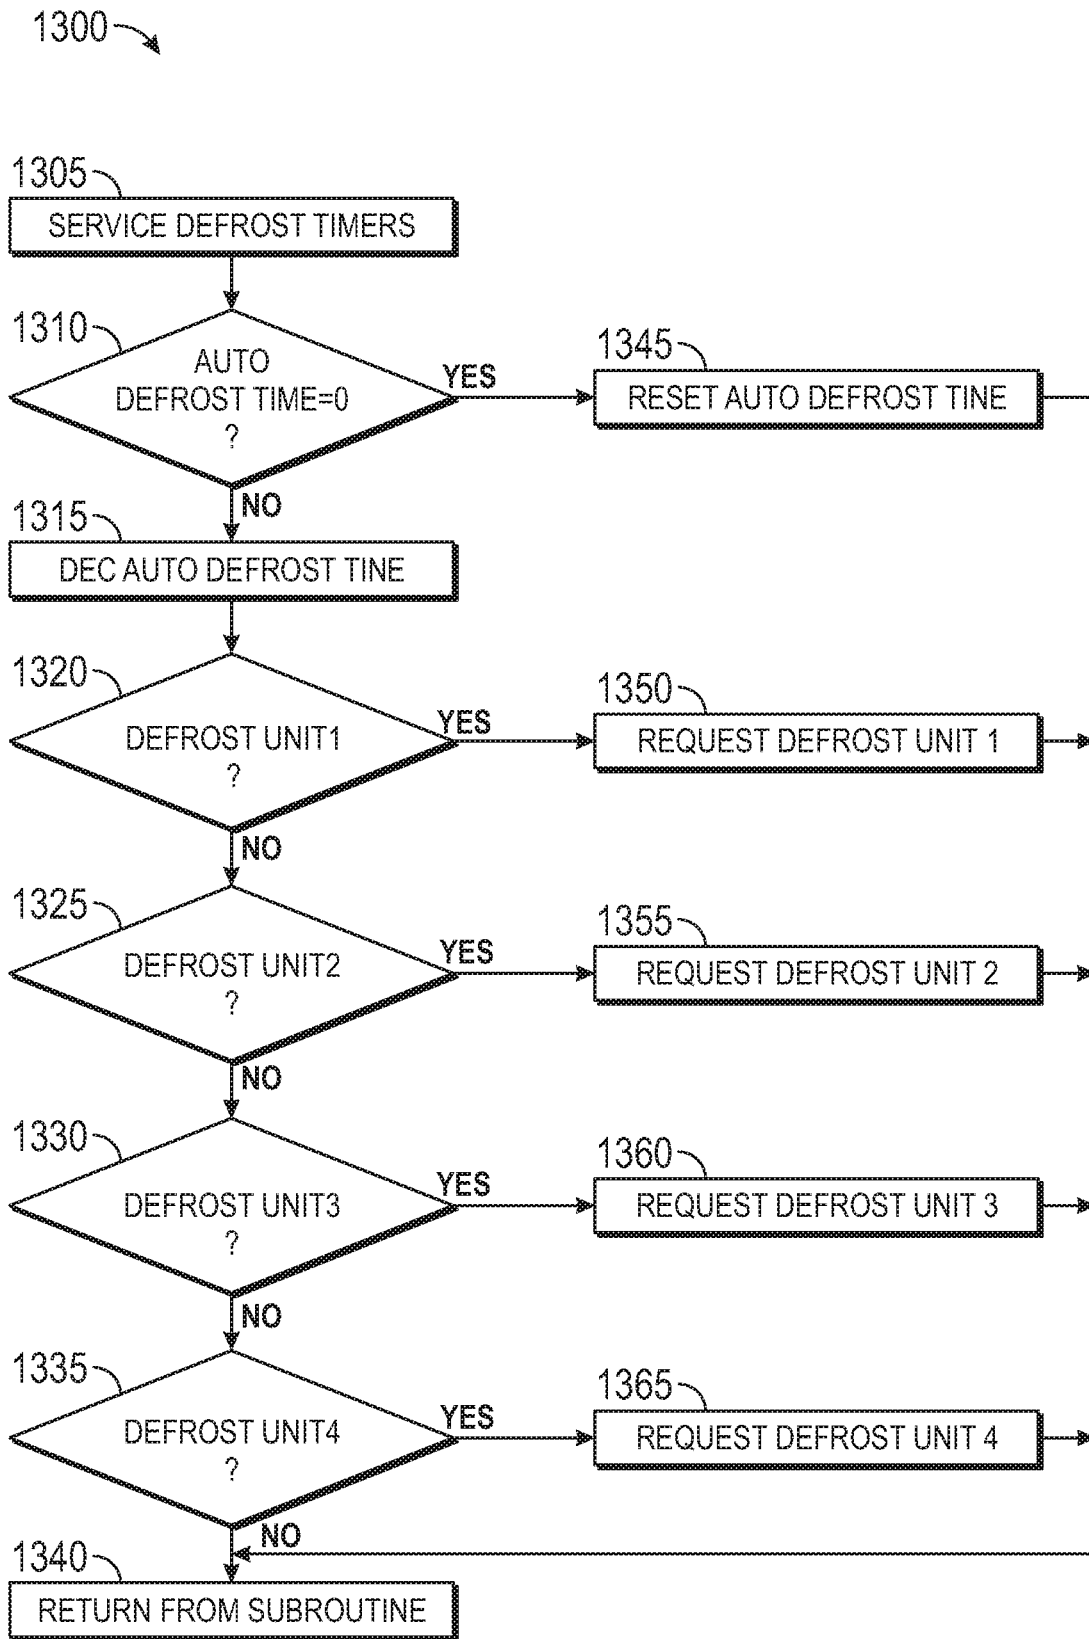 1300
1305
SERVICE DEFROST TIMERS
1310
AUTO
DEFROST TIME=0
?
YES
1345
RESET AUTO DEFROST TINE
NO
1315
DEC AUTO DEFROST TINE
1320
DEFROST UNIT1
?
YES
1350
REQUEST DEFROST UNIT 1
NO
1325
DEFROST UNIT2
?
YES
1355
REQUEST DEFROST UNIT 2
NO
1330
DEFROST UNIT3
?
YES
1360
REQUEST DEFROST UNIT 3
NO
1335
DEFROST UNIT4
?
YES
1365
REQUEST DEFROST UNIT 4
NO
1340
RETURN FROM SUBROUTINE